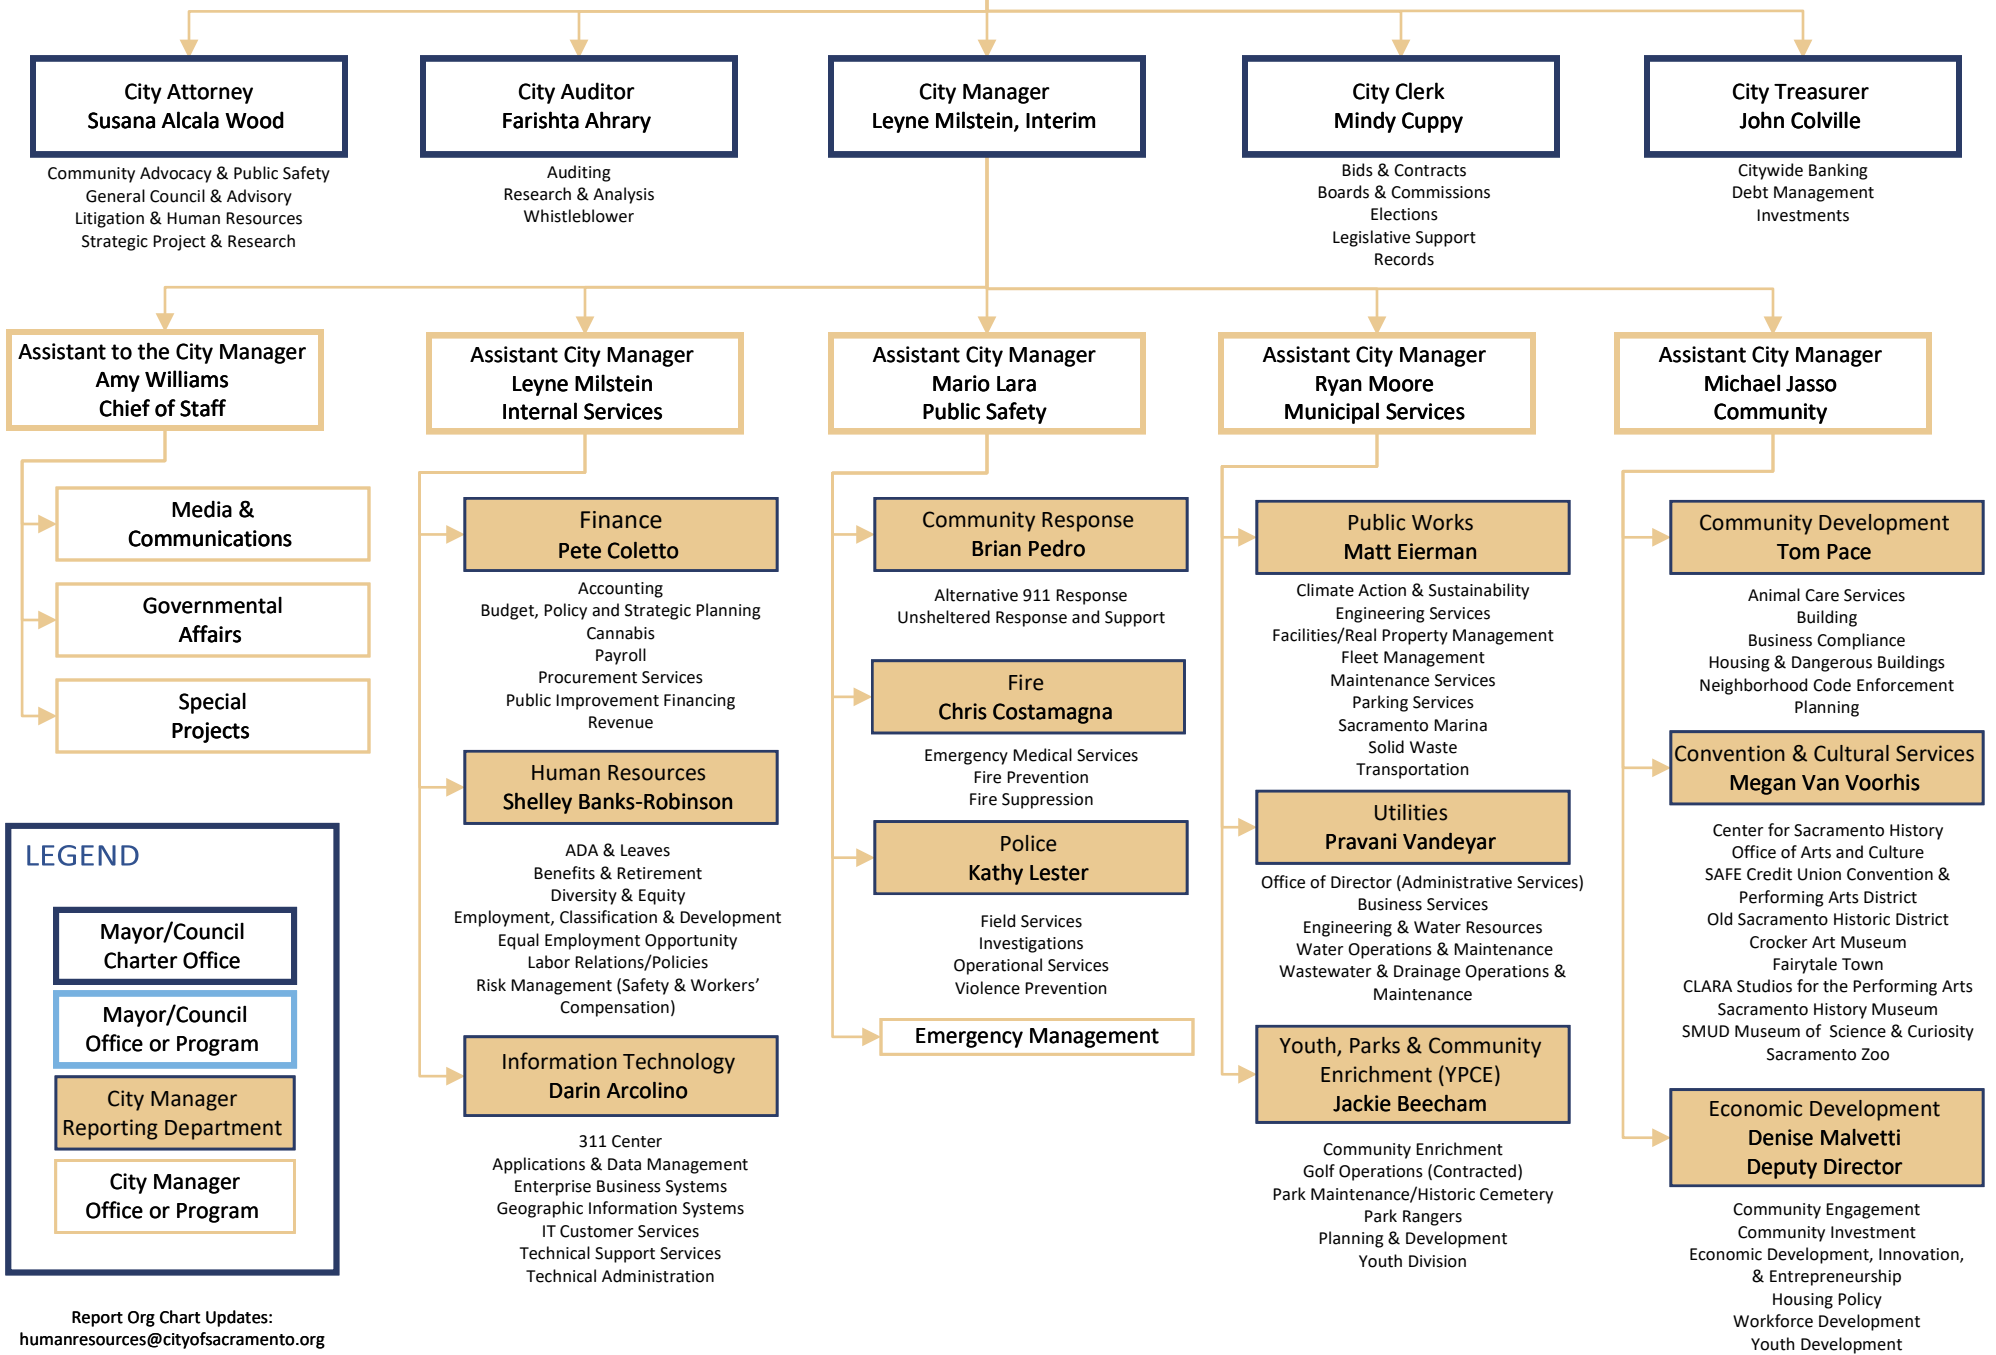 City Attorney
Susana Alcala Wood
Community Advocacy & Public Safety
General Council & Advisory
Litigation & Human Resources
Strategic Project & Research
City Auditor
Farishta Ahrary
Auditing
Research & Analysis
Whistleblower
City Manager
Leyne Milstein, Interim
City Clerk
Mindy Cuppy
Bids & Contracts
Boards & Commissions
Elections
Legislative Support
Records
City Treasurer
John Colville
Citywide Banking
Debt Management
Investments
Assistant to the City Manager
Amy Williams
Chief of Staff
Media &
Communications
Governmental
Affairs
Special
Projects
Assistant City Manager
Leyne Milstein
Internal Services
Finance
Pete Coletto
Accounting
Budget, Policy and Strategic Planning
Cannabis
Payroll
Procurement Services
Public Improvement Financing
Revenue
Human Resources
Shelley Banks-Robinson
ADA & Leaves
Benefits & Retirement
Diversity & Equity
Employment, Classification & Development
Equal Employment Opportunity
Labor Relations/Policies
Risk Management (Safety & Workers’
Compensation)
Information Technology
Darin Arcolino
311 Center
Applications & Data Management
Enterprise Business Systems
Geographic Information Systems
IT Customer Services
Technical Support Services
Technical Administration
Assistant City Manager
Mario Lara
Public Safety
Community Response
Brian Pedro
Alternative 911 Response
Unsheltered Response and Support
Fire
Chris Costamagna
Emergency Medical Services
Fire Prevention
Fire Suppression
Police
Kathy Lester
Field Services
Investigations
Operational Services
Violence Prevention
Emergency Management
Assistant City Manager
Ryan Moore
Municipal Services
Public Works
Matt Eierman
Climate Action & Sustainability
Engineering Services
Facilities/Real Property Management
Fleet Management
Maintenance Services
Parking Services
Sacramento Marina
Solid Waste
Transportation
Utilities
Pravani Vandeyar
Office of Director (Administrative Services)
Business Services
Engineering & Water Resources
Water Operations & Maintenance
Wastewater & Drainage Operations &
Maintenance
Youth, Parks & Community
Enrichment (YPCE)
Jackie Beecham
Community Enrichment
Golf Operations (Contracted)
Park Maintenance/Historic Cemetery
Park Rangers
Planning & Development
Youth Division
Assistant City Manager
Michael Jasso
Community
Community Development
Tom Pace
Animal Care Services
Building
Business Compliance
Housing & Dangerous Buildings
Neighborhood Code Enforcement
Planning
Convention & Cultural Services
Megan Van Voorhis
Center for Sacramento History
Office of Arts and Culture
SAFE Credit Union Convention &
Performing Arts District
Old Sacramento Historic District
Crocker Art Museum
Fairytale Town
CLARA Studios for the Performing Arts
Sacramento History Museum
SMUD Museum of Science & Curiosity
Sacramento Zoo
Economic Development
Denise Malvetti
Deputy Director
Community Engagement
Community Investment
Economic Development, Innovation,
& Entrepreneurship
Housing Policy
Workforce Development
Youth Development
LEGEND
Mayor/Council
Charter Office
Mayor/Council
Office or Program
City Manager
Reporting Department
City Manager
Office or Program
Report Org Chart Updates:
humanresources@cityofsacramento.org